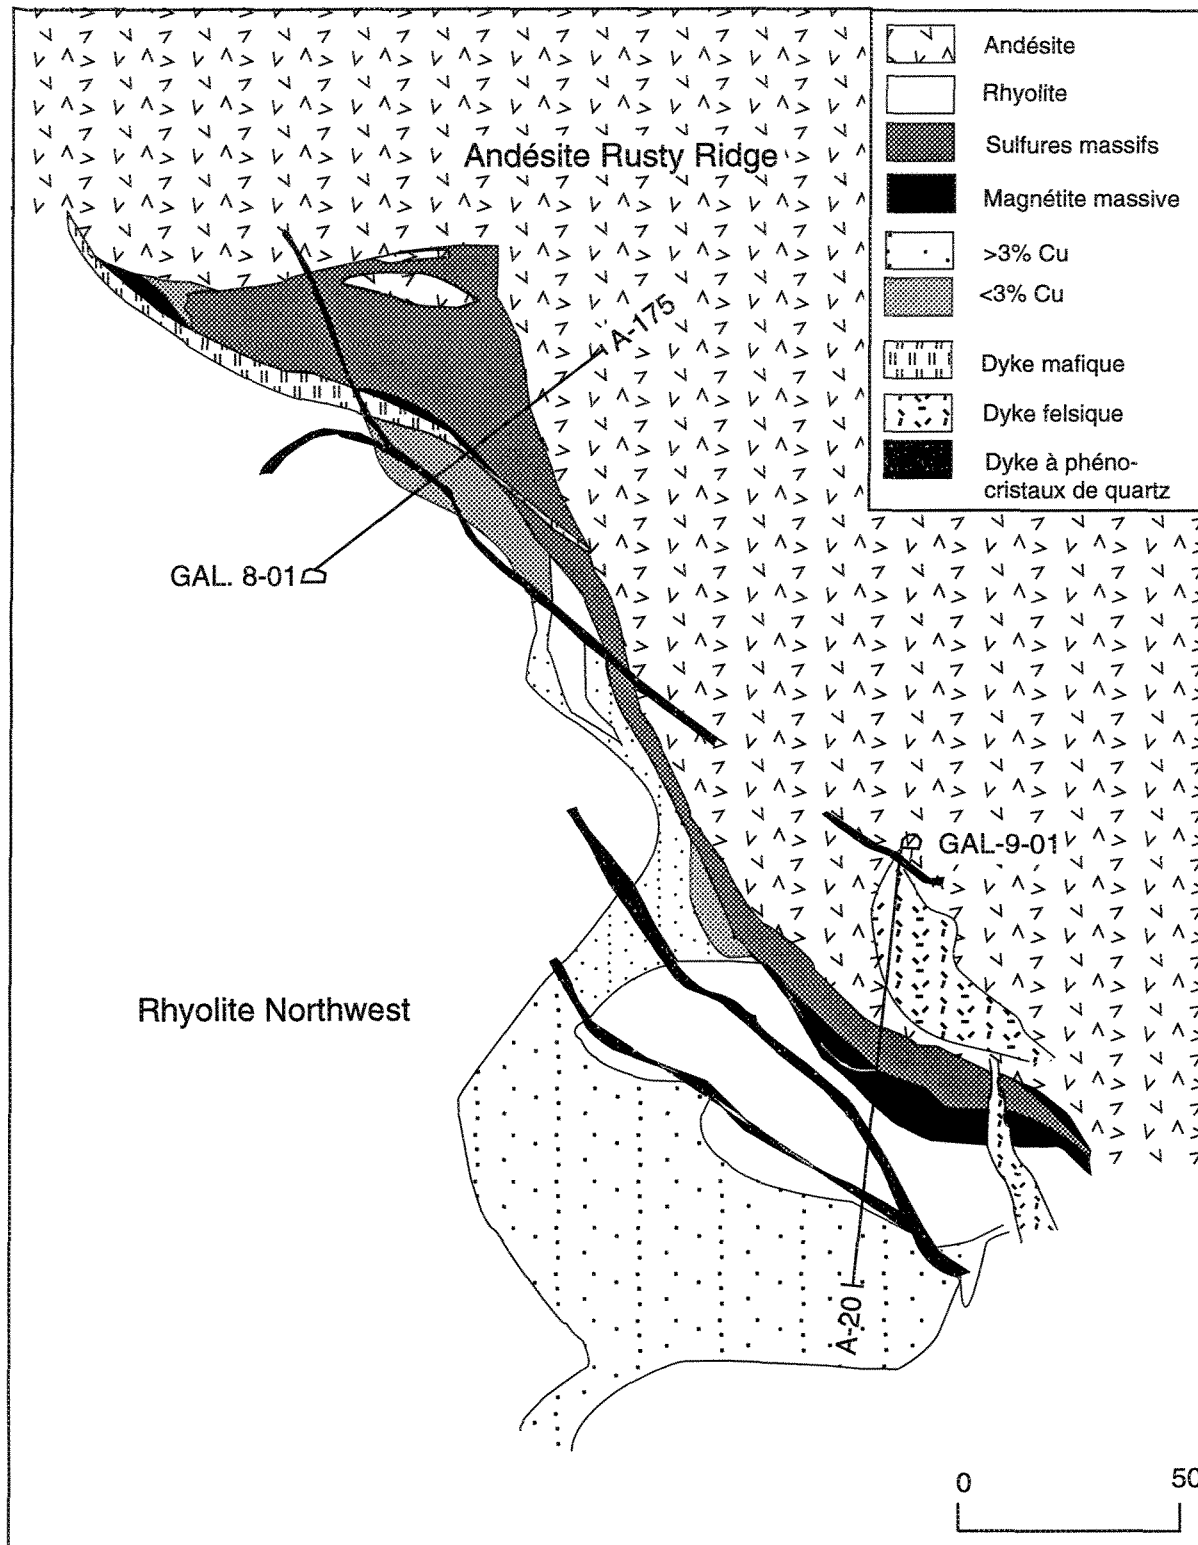 Andésite
Rhyolite
Sulfures massifs
Magnétite massive
>3% Cu
<3% Cu
Dyke mafique
Dyke felsique
Dyke à phéno-
cristaux de quartz
Andésite Rusty Ridge
A-175
GAL. 8-01
GAL-9-01
Rhyolite Northwest
A-20
0
50